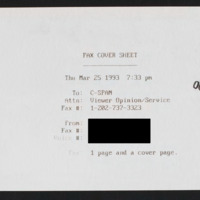 FAX COVER SHEET
Thu Mar 25 1993 7:33 pm
To: C-SPAN
Attn: Viewer Opinion/Service
Fax #: 1-202-737-3323
From:
Fax #:
1 page and a cover page.